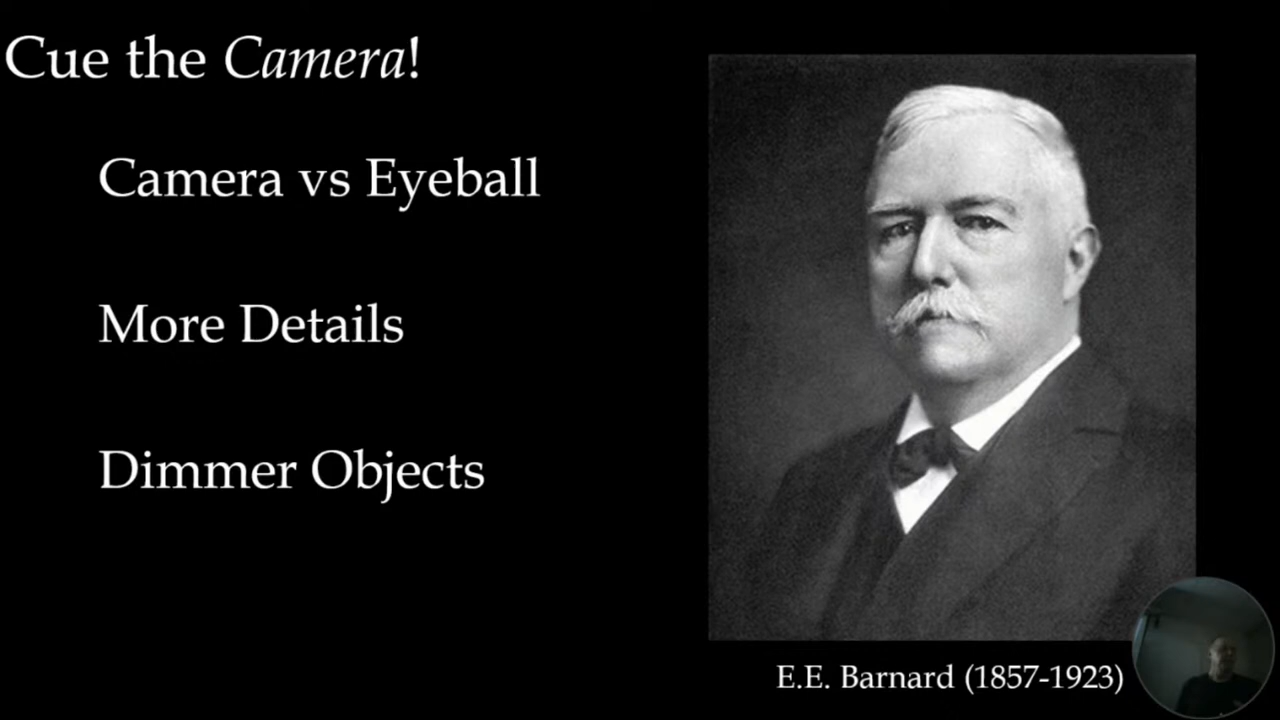 Cue the Camera!
Camera vs Eyeball
More Details
Dimmer Objects
E.E. Barnard (1857-1923)